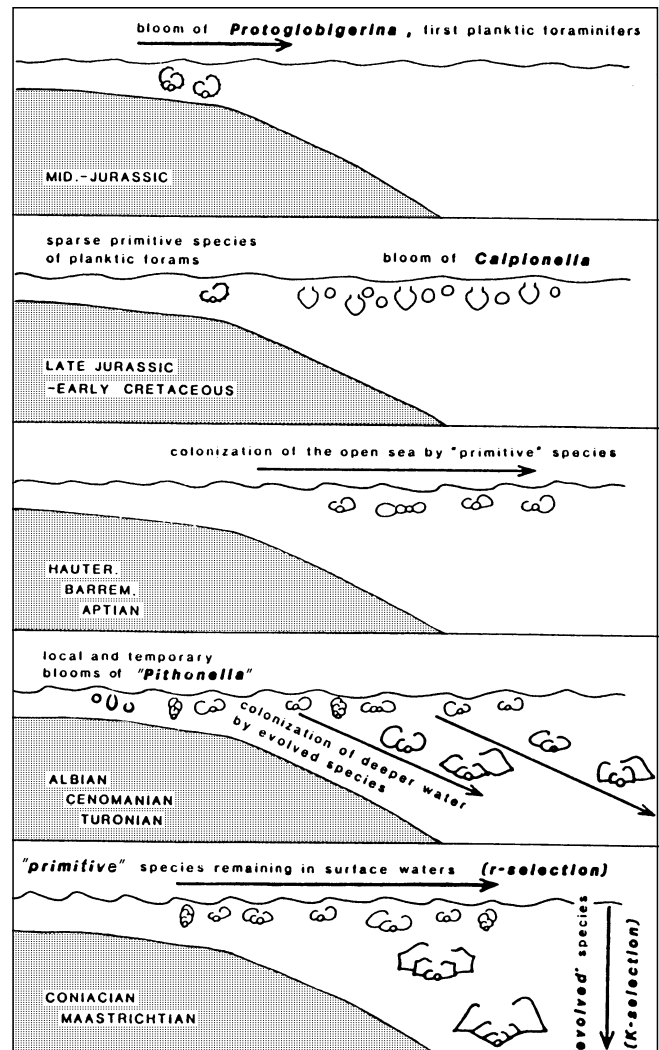 bloom of Protoglobigerina , first planktic foraminifers
MID.-JURASSIC
sparse primitive species
of planktic forams
bloom of Calpionella
LATE JURASSIC
-EARLY CRETACEOUS
colonization of the open sea by "primitive" species
HAUTER.
BARREM.
APTIAN
local and temporary
blooms of "Pithonella"
colonization of deeper water
by evolved species
ALBIAN
CENOMANIAN
TURONIAN
"primitive" species remaining in surface waters (r-selection)
evolved" species
(K-selection)
CONIACIAN
MAASTRICHTIAN